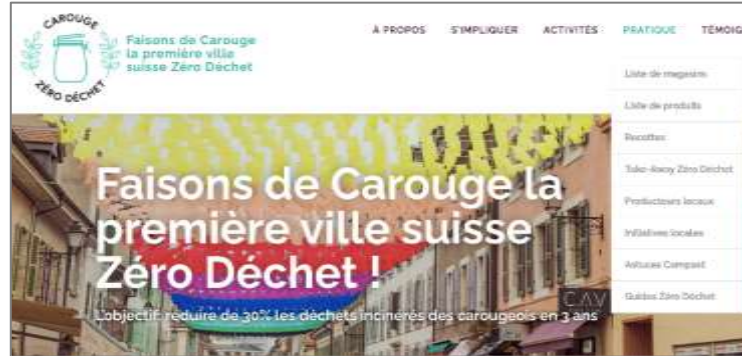 CAROUGE
ZÉRO DÉCHET
Faisons de Carouge
la première ville
suisse Zéro Déchet
À PROPOS S'IMPLIQUER ACTIVITÉS PRATIQUE TÉMOIG
Liste de magasins
Liste de produits
Recettes
Take-Away Zéro Déchet
Producteurs locaux
Initiatives locales
Astuces Compost
Guides Zéro Déchet
Faisons de Carouge la
première ville suisse
Zéro Déchet !
L'objectif: réduire de 30% les déchets incinérés des carougeois en 3 ans
CAV